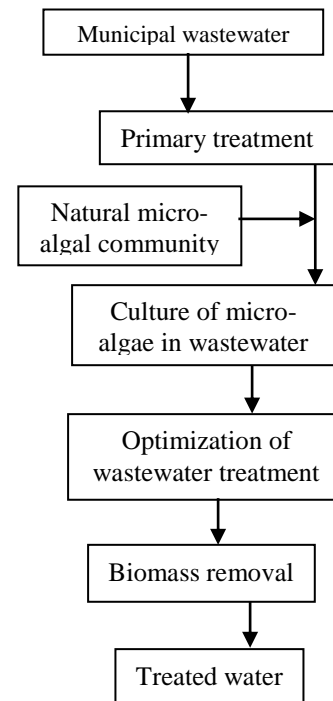 Municipal wastewater
Primary treatment
Natural micro-
algal community
Culture of micro-
algae in wastewater
Optimization of
wastewater treatment
Biomass removal
Treated water